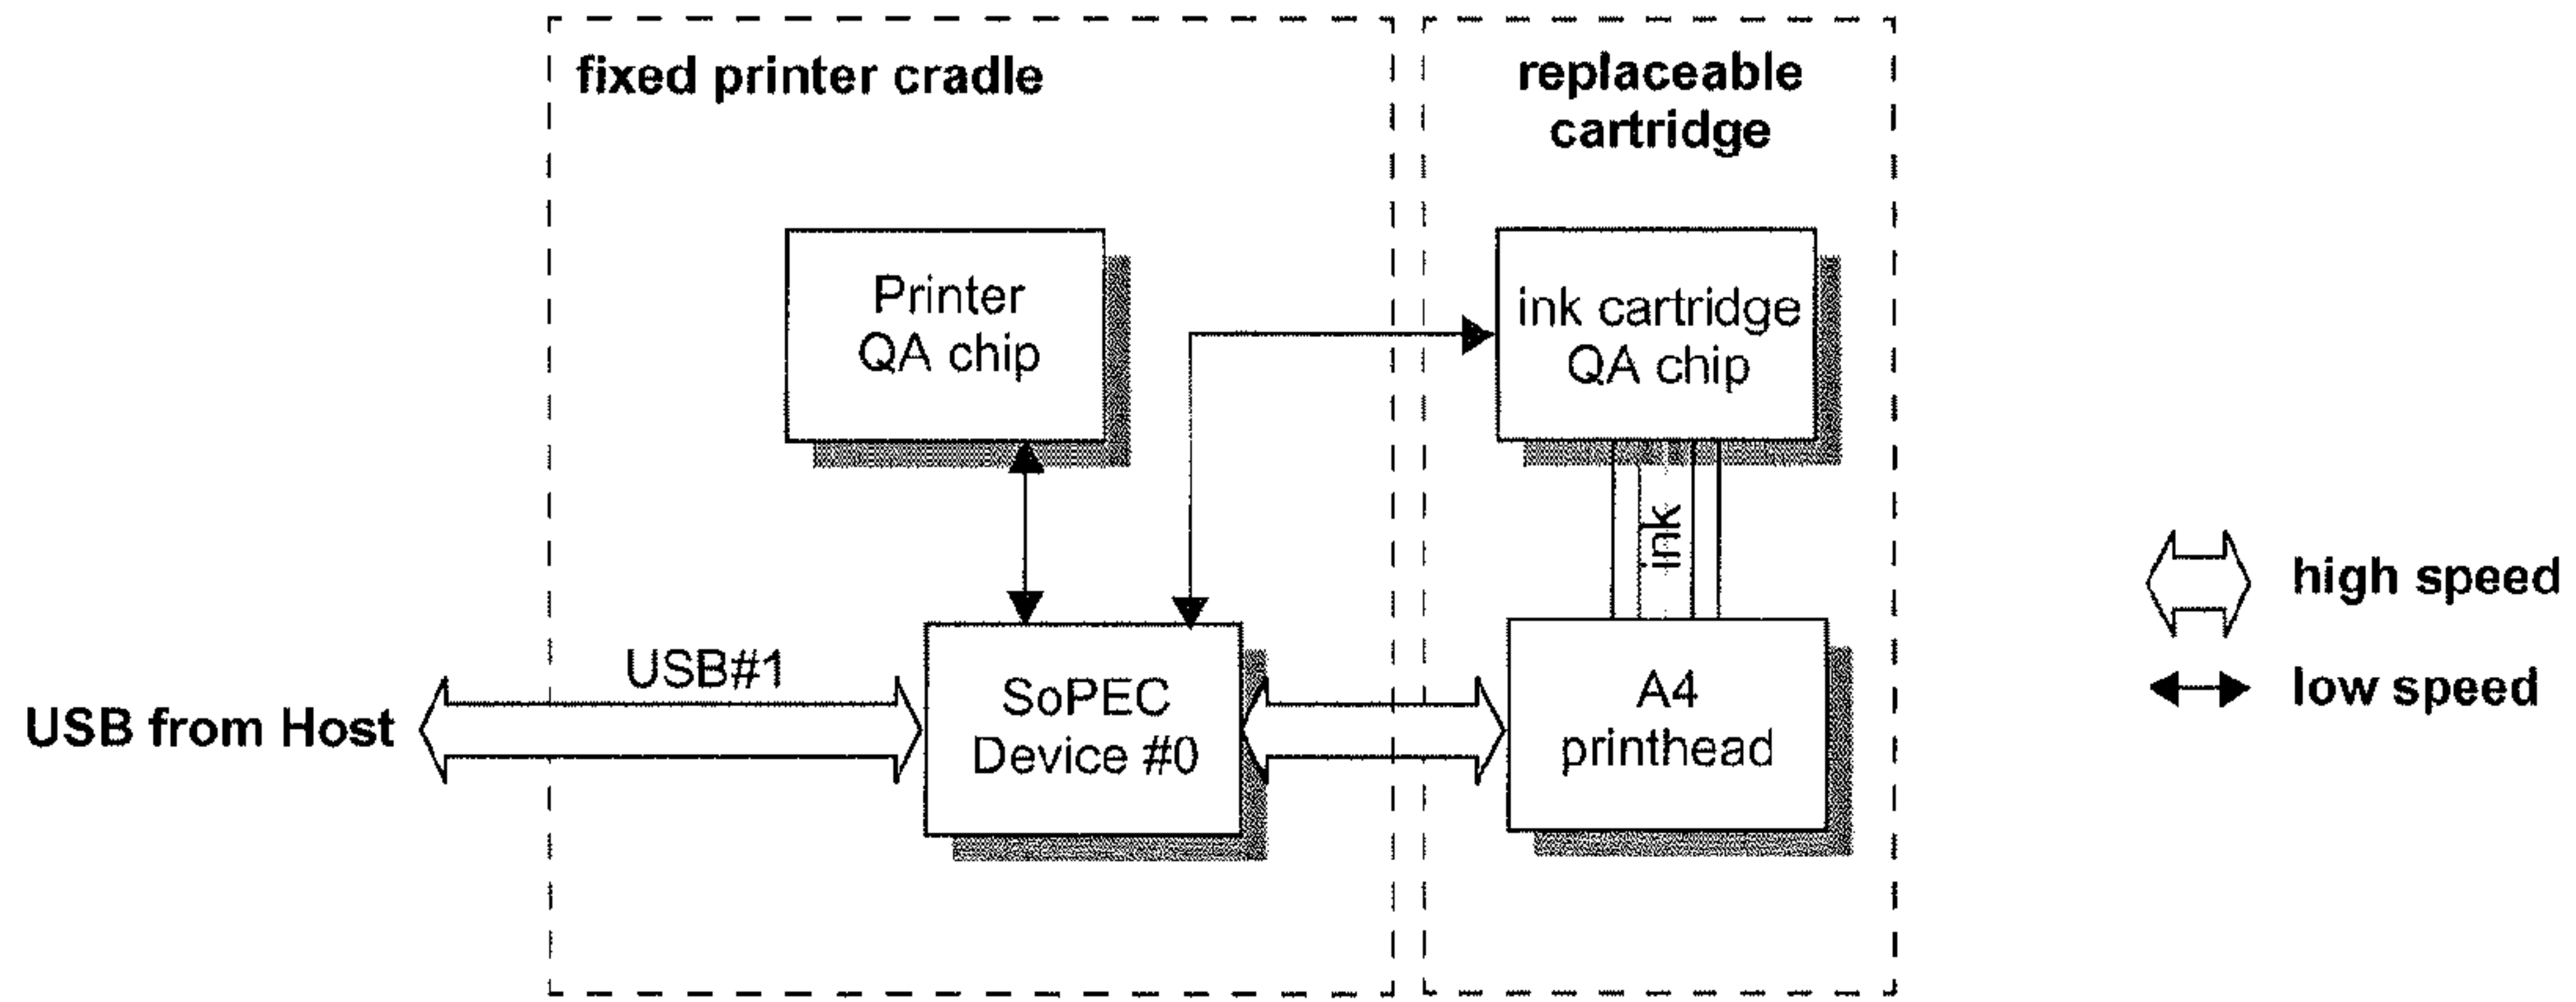 fixed printer cradle
replaceable
cartridge
Printer
QA chip
ink cartridge
QA chip
ink
USB#1
USB from Host
SoPEC
Device #0
A4
printhead
high speed
low speed